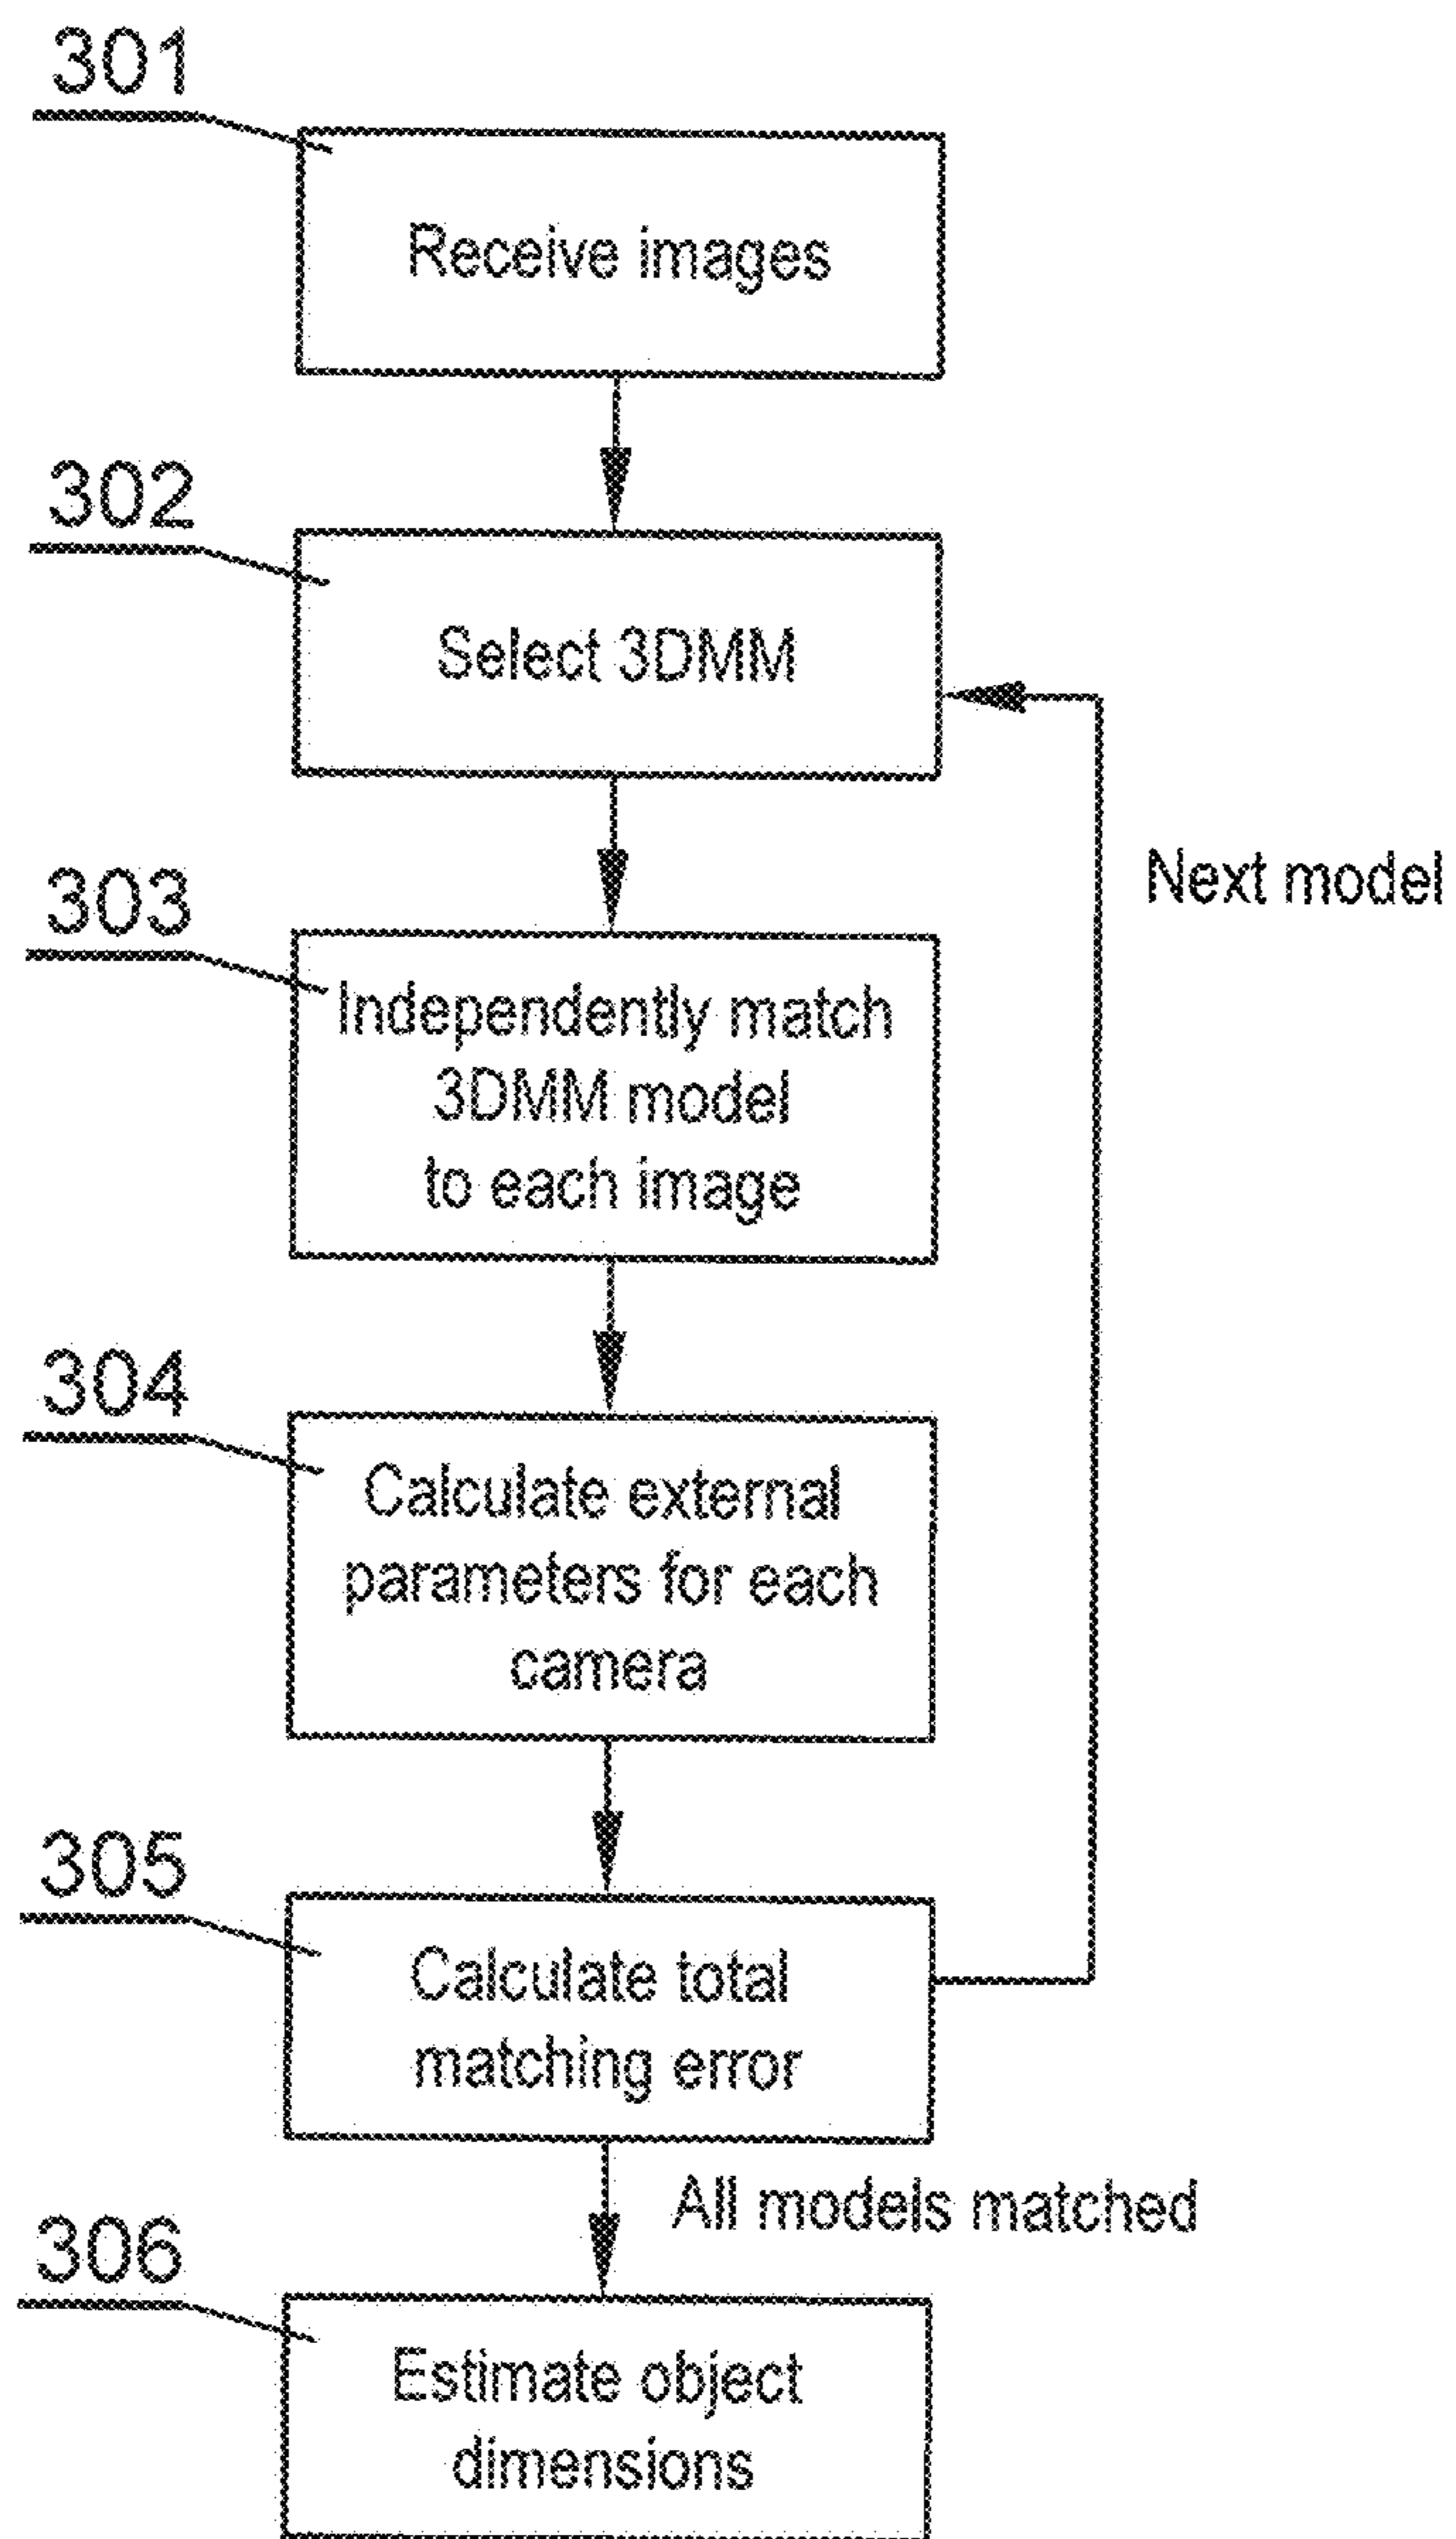 301
Receive images
302
Select 3DMM
Next model
303
Independently match
3DMM model
to each image
304
Calculate external
parameters for each
camera
305
Calculate total
matching error
All models matched
306
Estimate object
dimensions